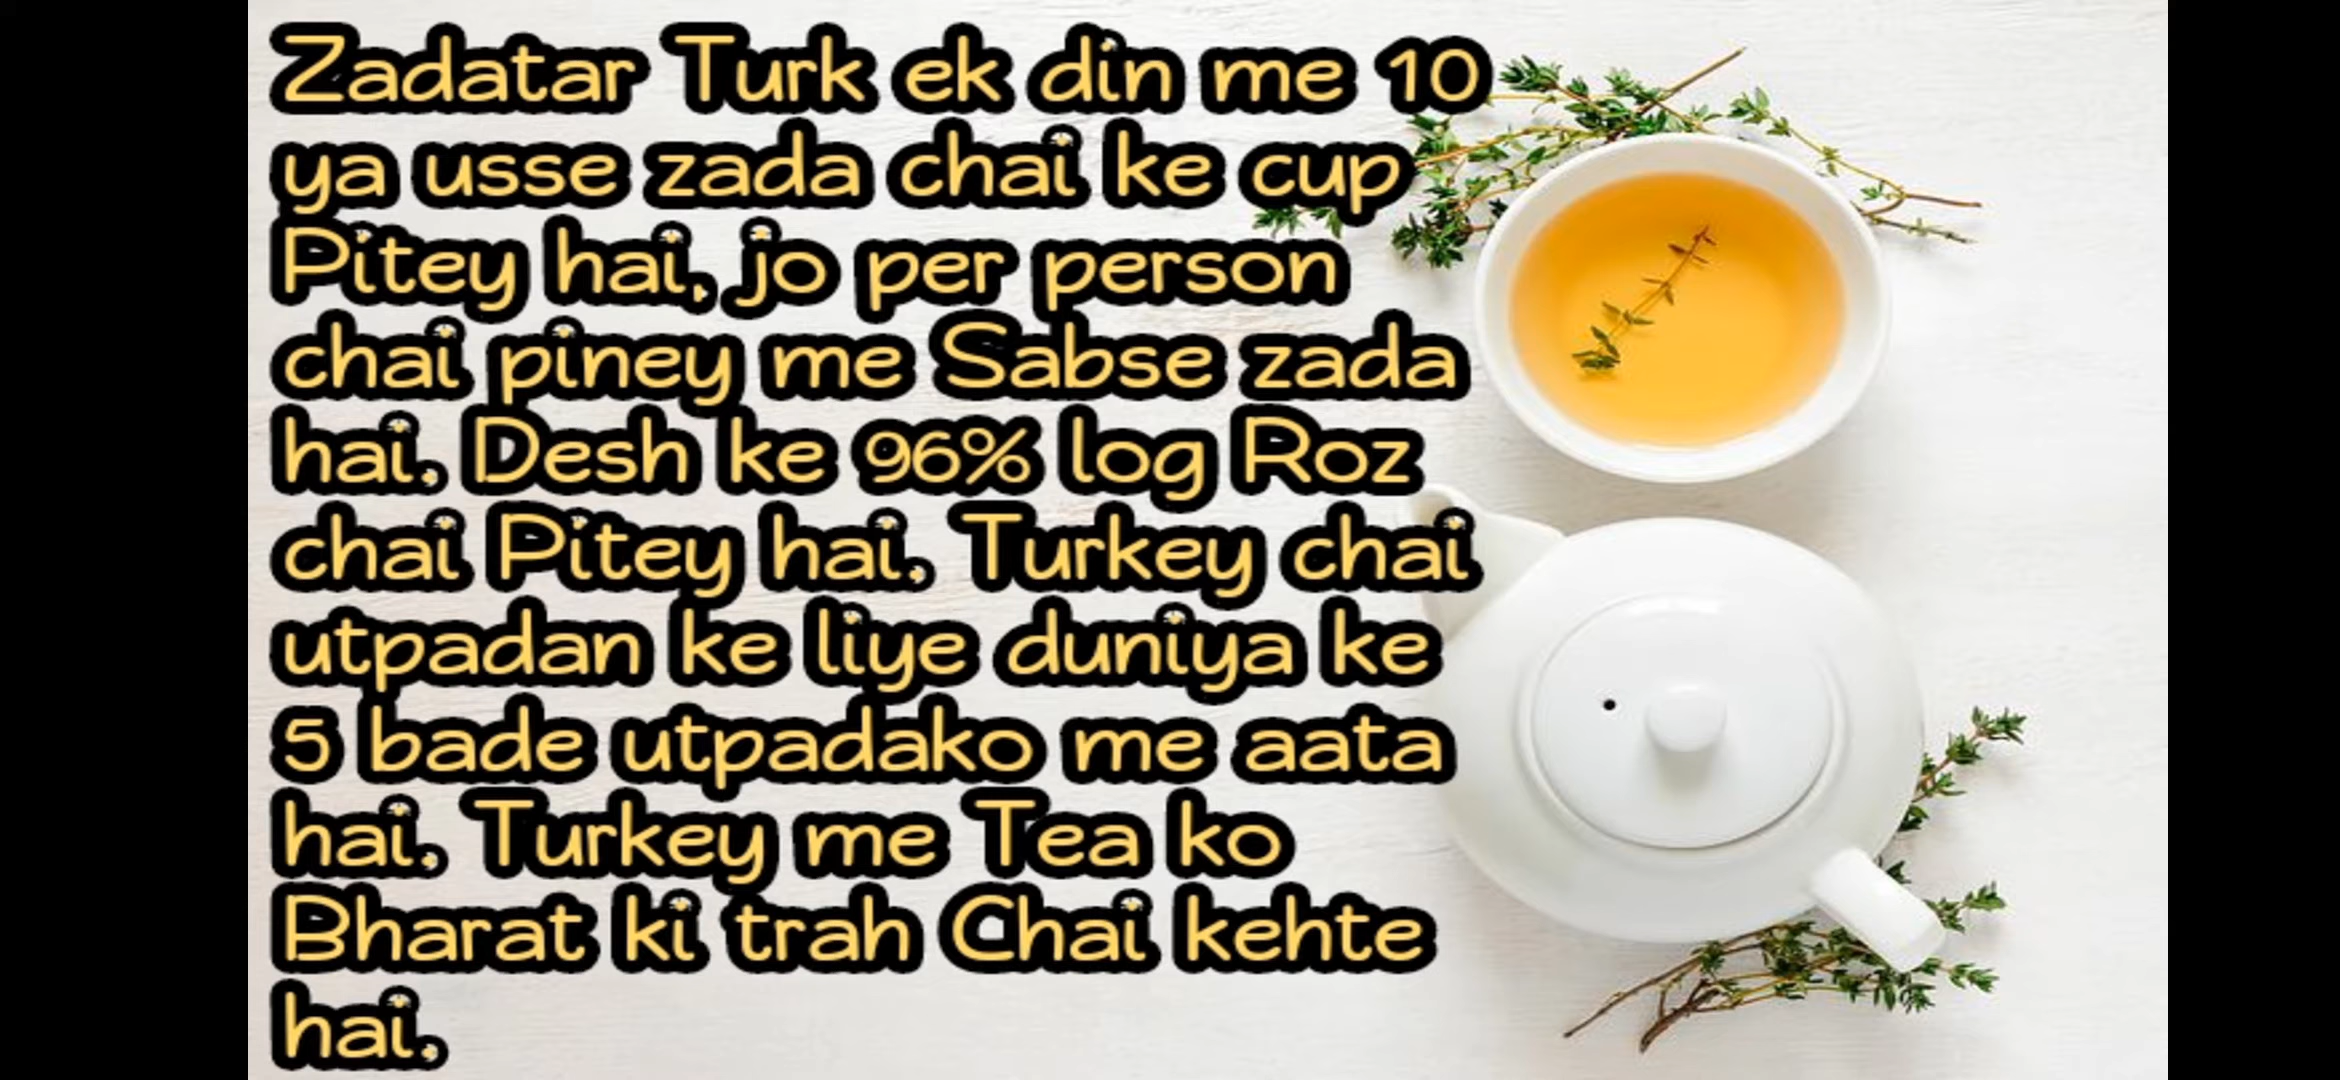 Zadatar Turk ek din me 10
ya usse zada chai ke cup
Pitey hai, jo per person
chai piney me Sabse zada
hai. Desh ke 96% log Roz
chai Pitey hai. Turkey chai
utpadan ke liye duniya ke
5 bade utpadako me aata
hai. Turkey me Tea ko
Bharat ki trah Chai kehte
hai.